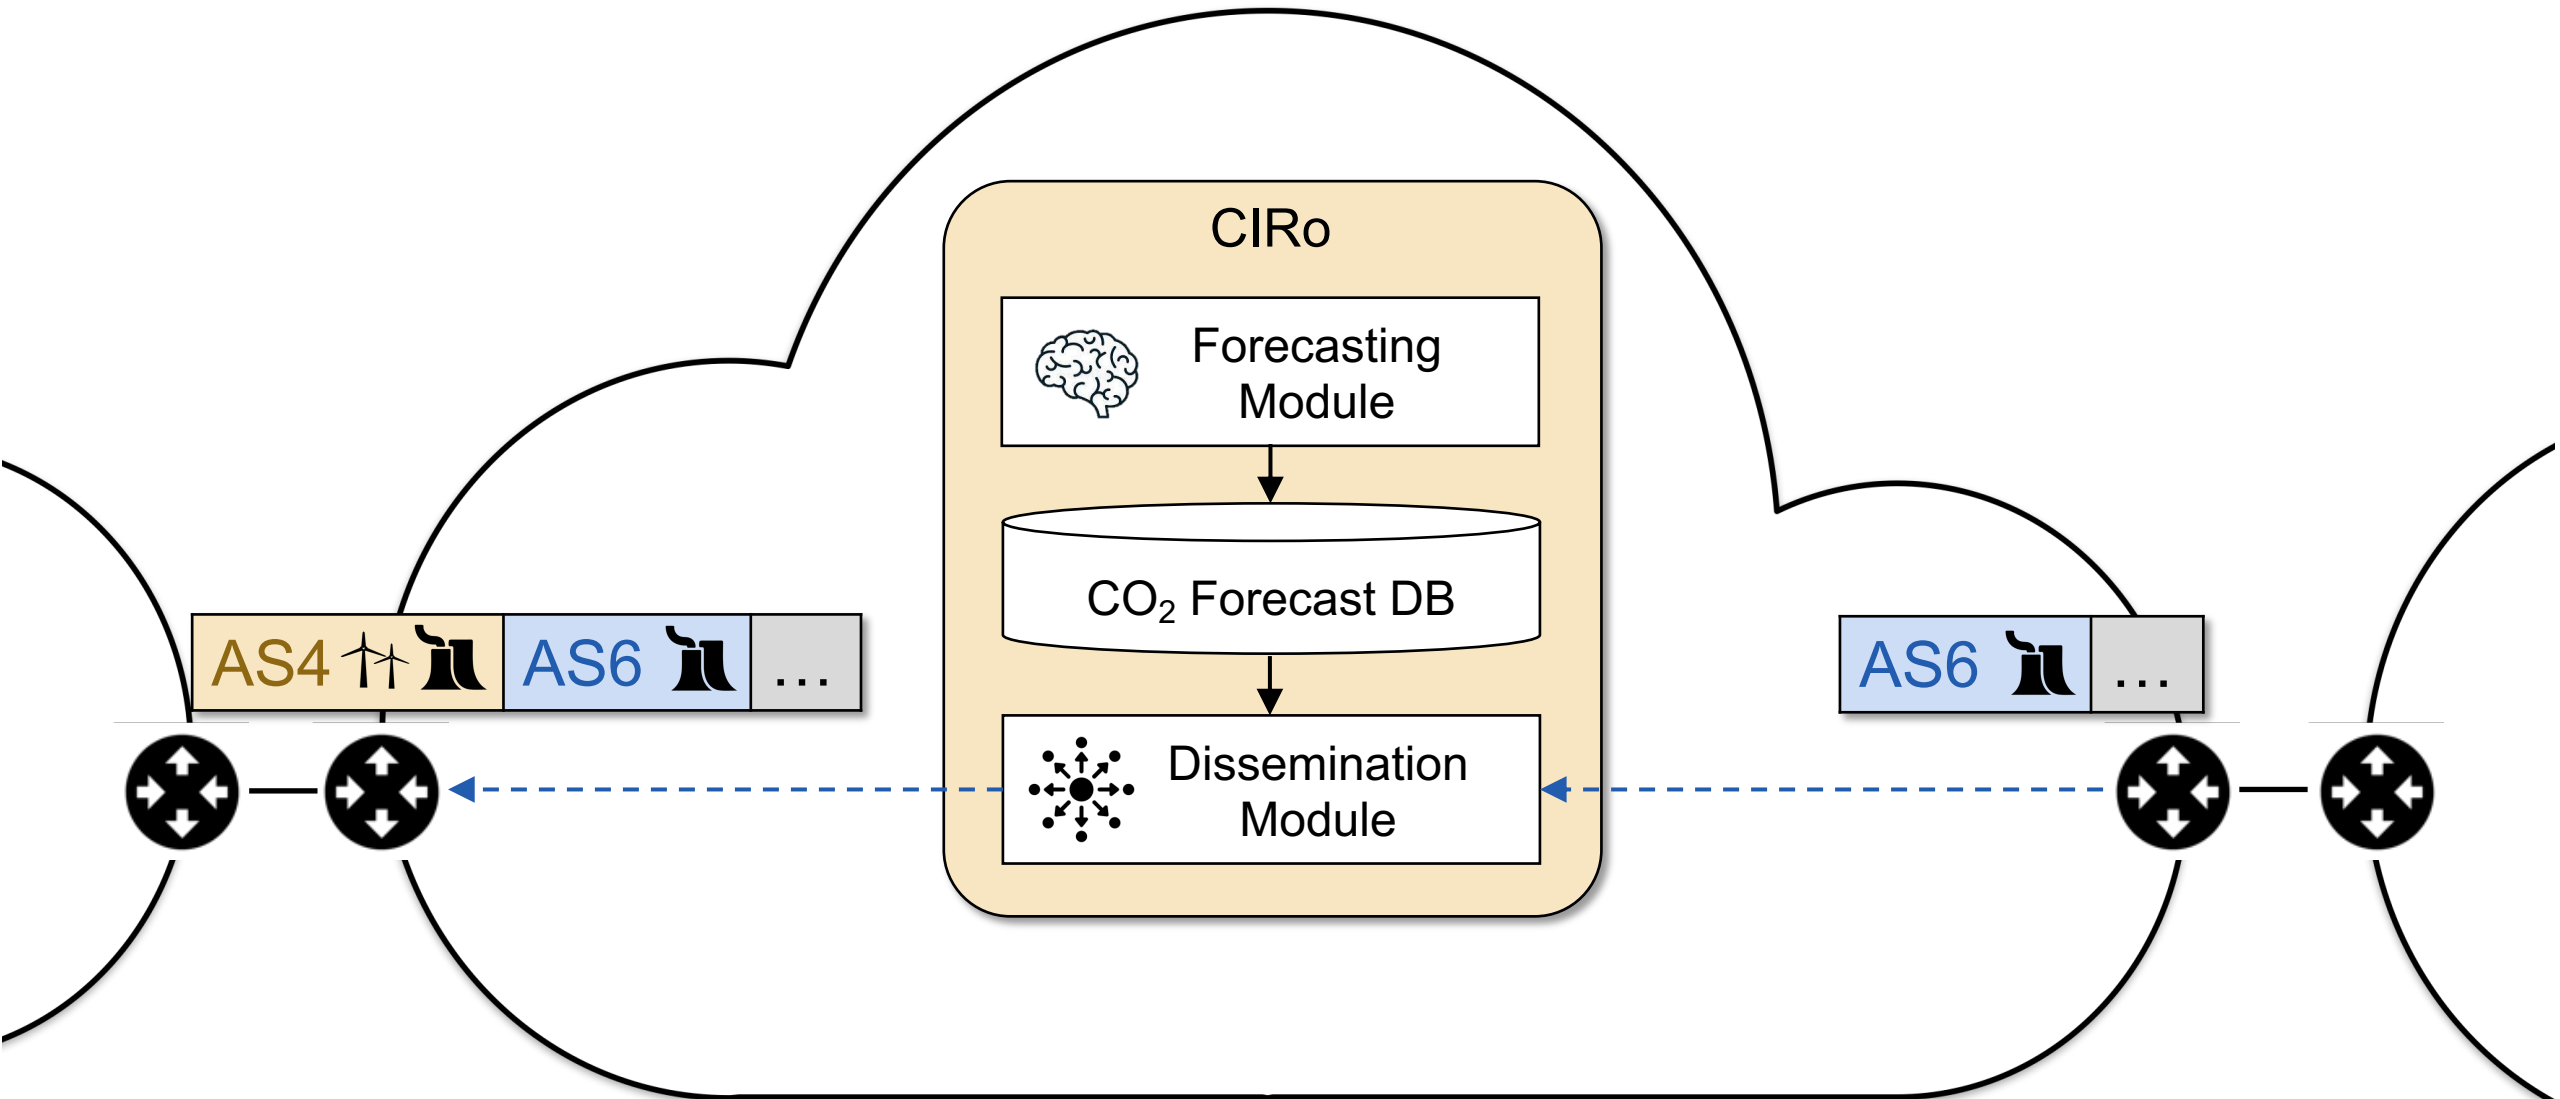 CIRo
Forecasting
Module
CO₂ Forecast DB
AS4 AS6 ...
AS6 ...
Dissemination
Module